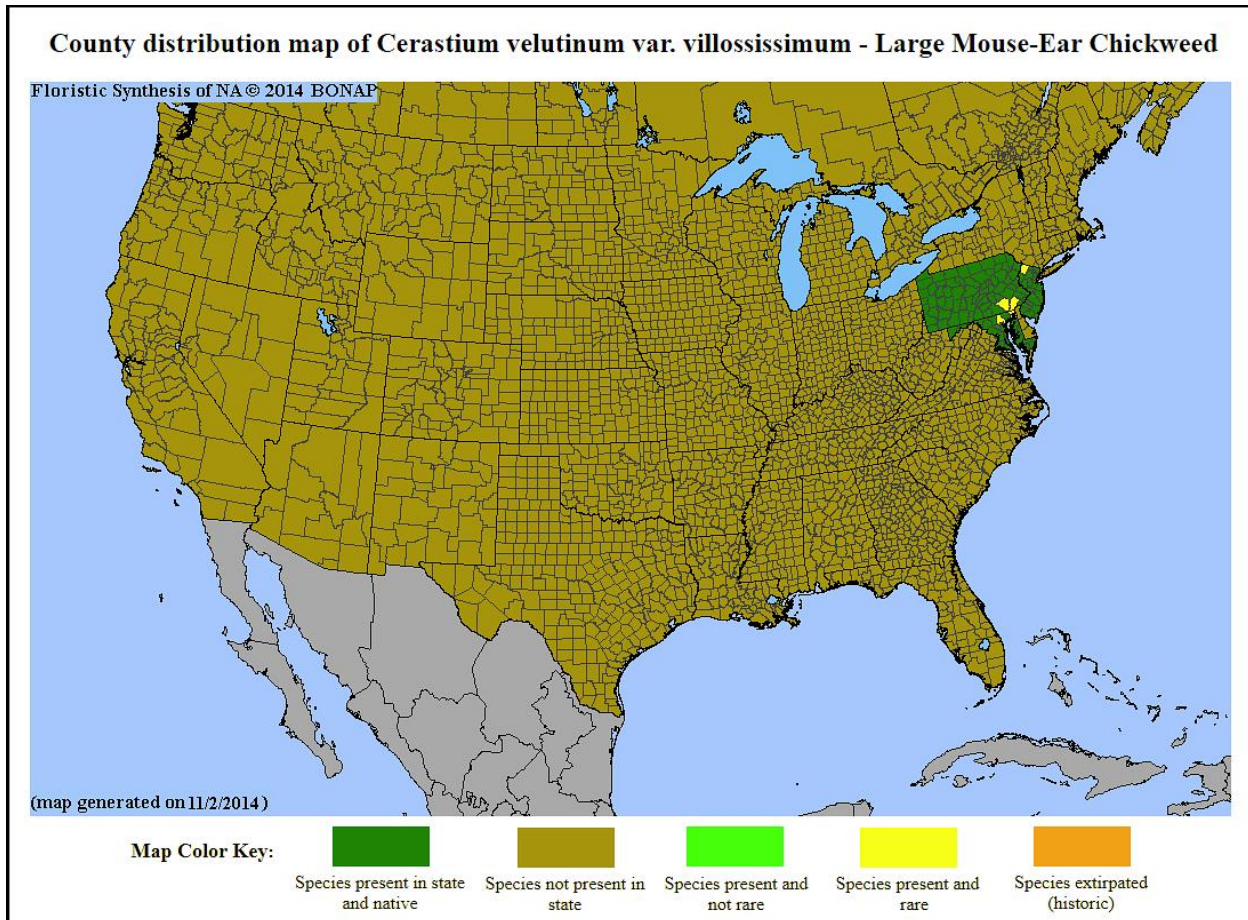 County distribution map of Cerastium velutinum var. villossissimum - Large Mouse-Ear Chickweed
Floristic Synthesis of NA © 2014 BONAP
(map generated on 11/2/2014)
Map Color Key:
Species present in state
and native
Species not present in
state
Species present and
not rare
Species present and
rare
Species extirpated
(historic)